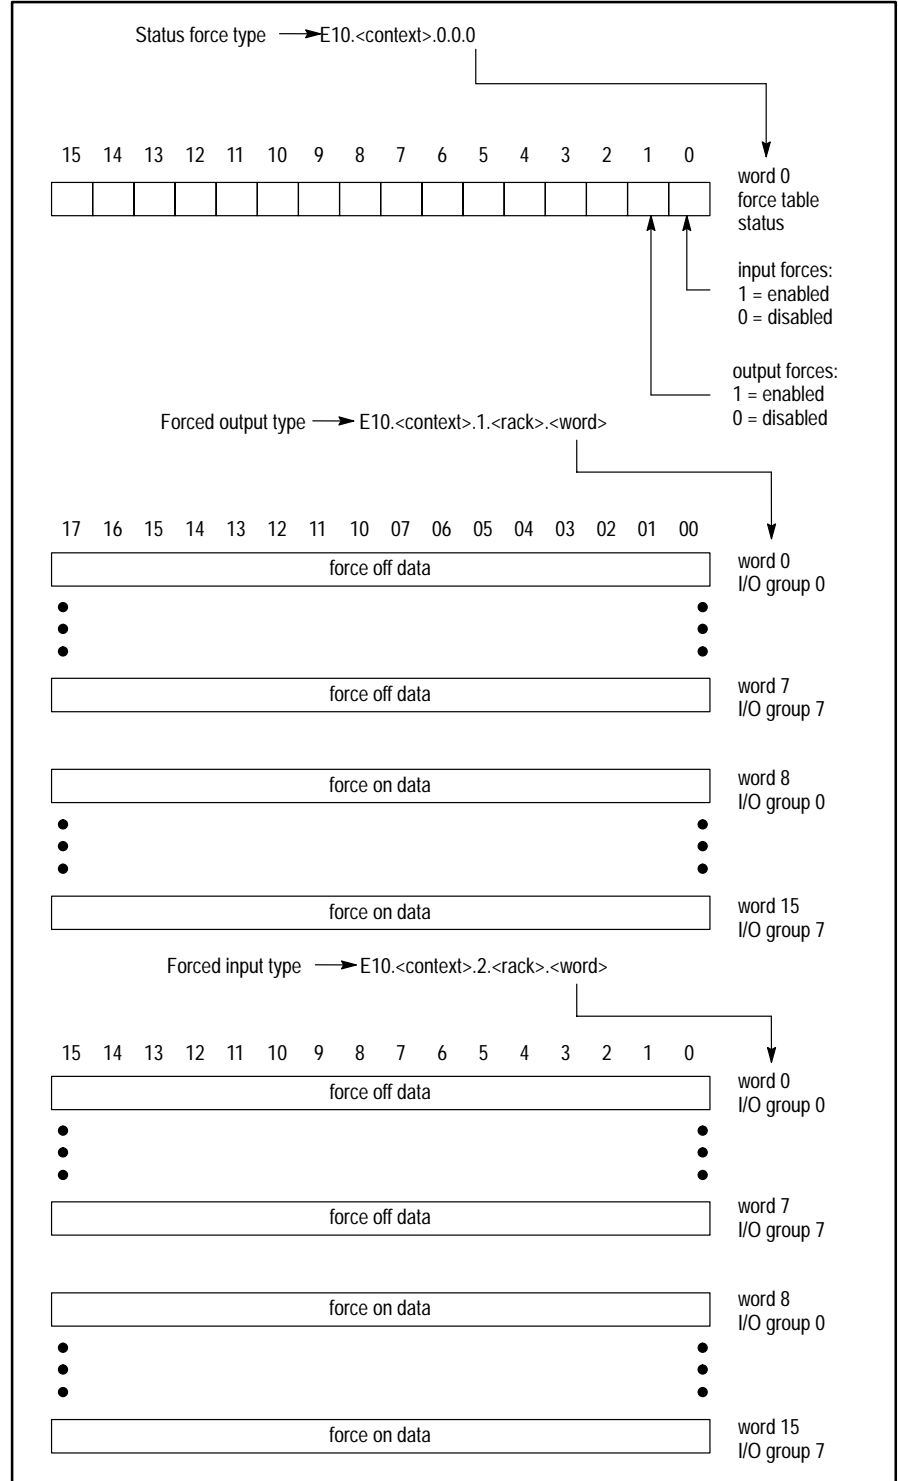 Status force type E10.<context>.0.0.0
15 14 13 12 11 10 9 8 7 6 5 4 3 2 1 0
word 0
force table
status
input forces:
1 = enabled
0 = disabled
output forces:
1 = enabled
0 = disabled
Forced output type E10.<context>.1.<rack>.<word>
17 16 15 14 13 12 11 10 07 06 05 04 03 02 01 00
force off data
word 0
I/O group 0
force off data
word 7
I/O group 7
force on data
word 8
I/O group 0
force on data
word 15
I/O group 7
Forced input type E10.<context>.2.<rack>.<word>
15 14 13 12 11 10 9 8 7 6 5 4 3 2 1 0
force off data
word 0
I/O group 0
force off data
word 7
I/O group 7
force on data
word 8
I/O group 0
force on data
word 15
I/O group 7